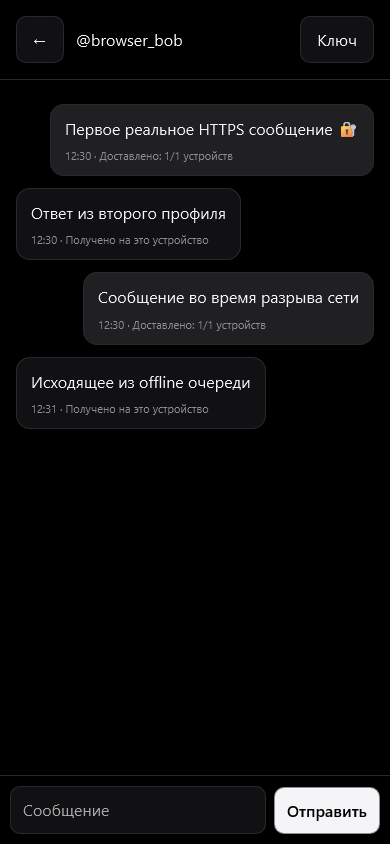 ← @browser_bob Ключ
Первое реальное HTTPS сообщение 🔐
12:30 · Доставлено: 1/1 устройств
Ответ из второго профиля
12:30 · Получено на это устройство
Сообщение во время разрыва сети
12:30 · Доставлено: 1/1 устройств
Исходящее из offline очереди
12:31 · Получено на это устройство
Сообщение Отправить